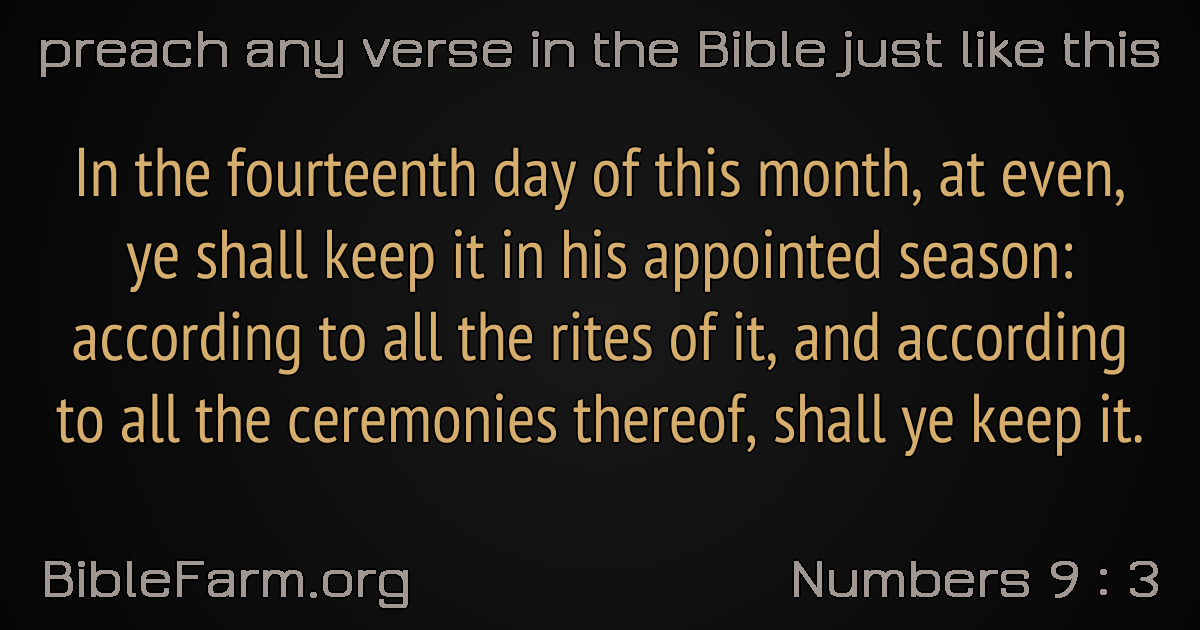 preach any verse in the Bible just like this
In the fourteenth day of this month, at even,
ye shall keep it in his appointed season:
according to all the rites of it, and according
to all the ceremonies thereof, shall ye keep it.
BibleFarm.org
Numbers 9 : 3